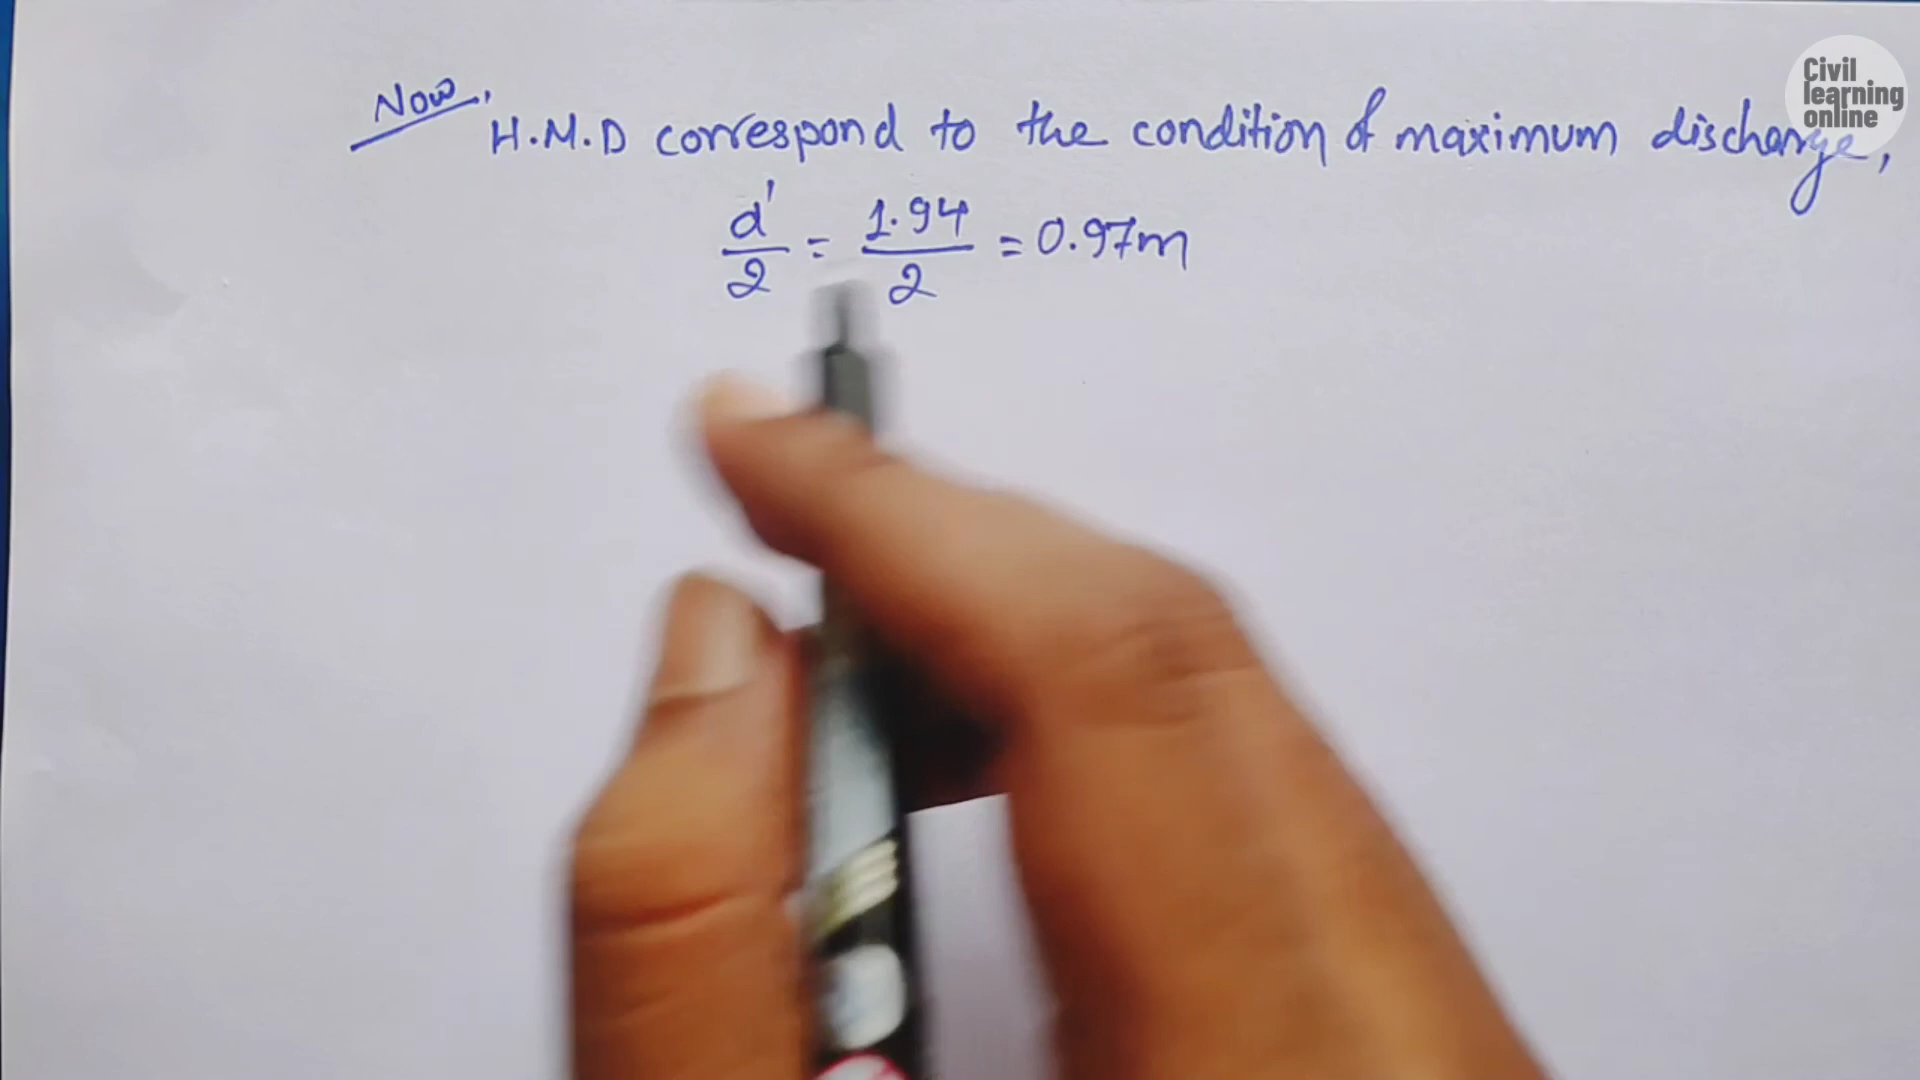 Now,
H.M.D correspond to the condition of maximum discharge,
d'/2 = 1.94/2 = 0.97m
Civil
learning
online